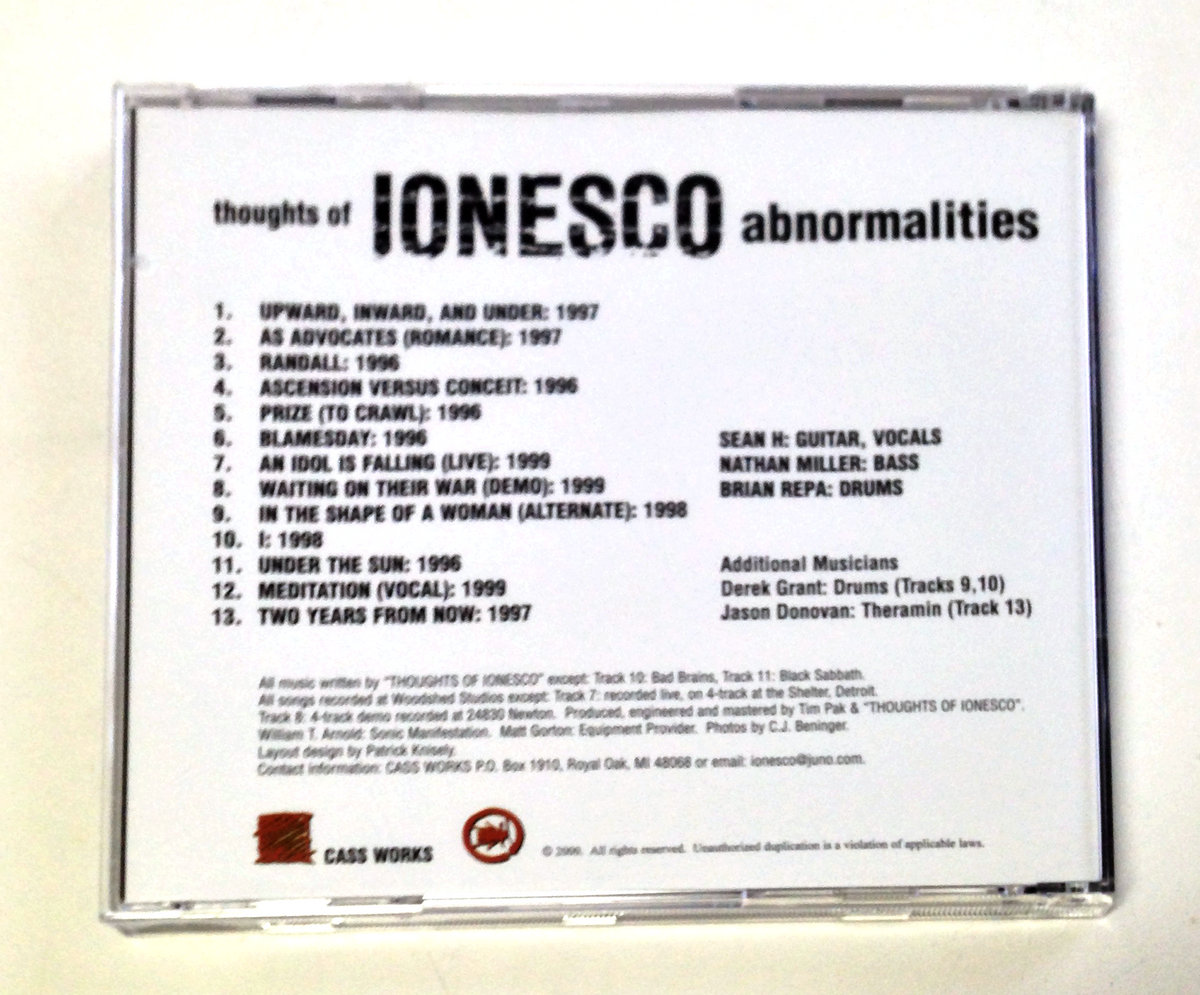 thoughts of IONESCO abnormalities
1. UPWARD, INWARD, AND UNDER: 1997
2. AS ADVOCATES (ROMANCE): 1997
3. RANDALL: 1996
4. ASCENSION VERSUS CONCEIT: 1996
5. PRIZE (TO CRAWL): 1996
6. BLAMESDAY: 1996
7. AN IDOL IS FALLING (LIVE): 1999
8. WAITING ON THEIR WAR (DEMO): 1999
9. IN THE SHAPE OF A WOMAN (ALTERNATE): 1998
10. I: 1998
11. UNDER THE SUN: 1996
12. MEDITATION (VOCAL): 1999
13. TWO YEARS FROM NOW: 1997
SEAN H: GUITAR, VOCALS
NATHAN MILLER: BASS
BRIAN REPA: DRUMS
Additional Musicians
Derek Grant: Drums (Tracks 9,10)
Jason Donovan: Theramin (Track 13)
All music written by "THOUGHTS OF IONESCO" except: Track 10: Bad Brains, Track 11: Black Sabbath.
All songs recorded at Woodshed Studios except: Track 7: recorded live, on 4-track at the Shelter, Detroit.
Track 8: 4-track demo recorded at 24830 Newton. Produced, engineered and mastered by Tim Pak & "THOUGHTS OF IONESCO".
William T. Arnold: Sonic Manifestation. Matt Gorton: Equipment Provider. Photos by C.J. Beninger.
Layout design by Patrick Knisely.
Contact information: CASS WORKS P.O. Box 1910, Royal Oak, MI 48068 or email: ionesco@juno.com.
CASS WORKS
© 2000. All rights reserved. Unauthorized duplication is a violation of applicable laws.